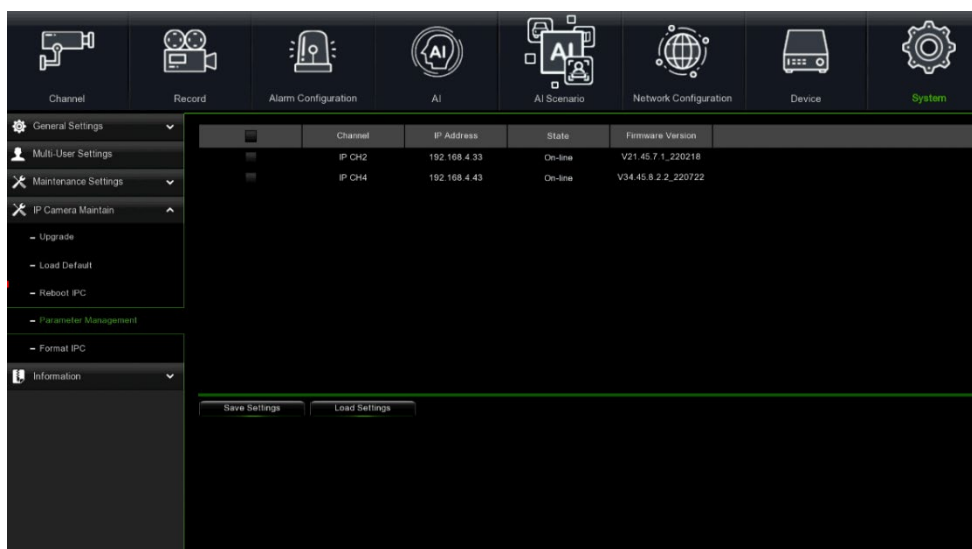 Channel
Record
Alarm Configuration
AI
AI Scenario
Network Configuration
Device
System
General Settings
Multi-User Settings
Maintenance Settings
IP Camera Maintain
Upgrade
Load Default
Reboot IPC
Parameter Management
Format IPC
Information
Channel IP Address State Firmware Version
IP CH2 192.168.4.33 On-line V21.45.7.1_220218
IP CH4 192.168.4.43 On-line V34.45.8.2.2_220722
Save Settings Load Settings